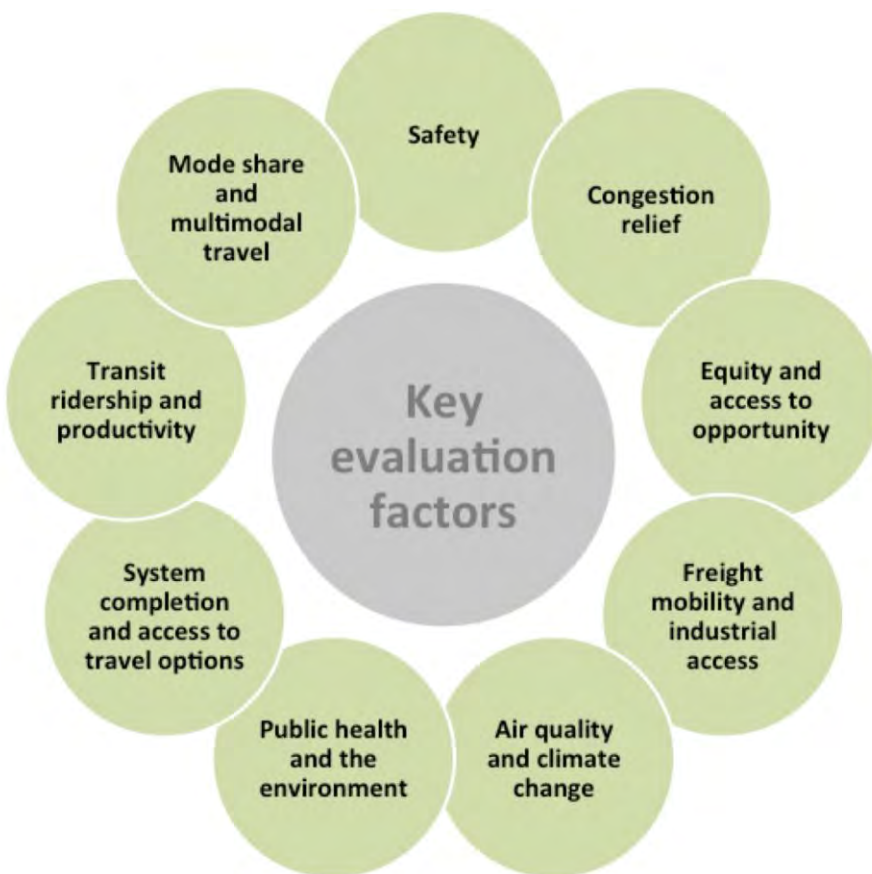 Safety
Congestion
relief
Equity and
access to
opportunity
Freight
mobility and
industrial
access
Air quality
and climate
change
Public health
and the
environment
System
completion
and access to
travel options
Transit
ridership and
productivity
Mode share
and
multimodal
travel
Key
evaluation
factors